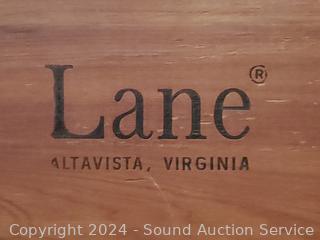 Lane®
ALTAVISTA, VIRGINIA
Copyright 2024 - Sound Auction Service